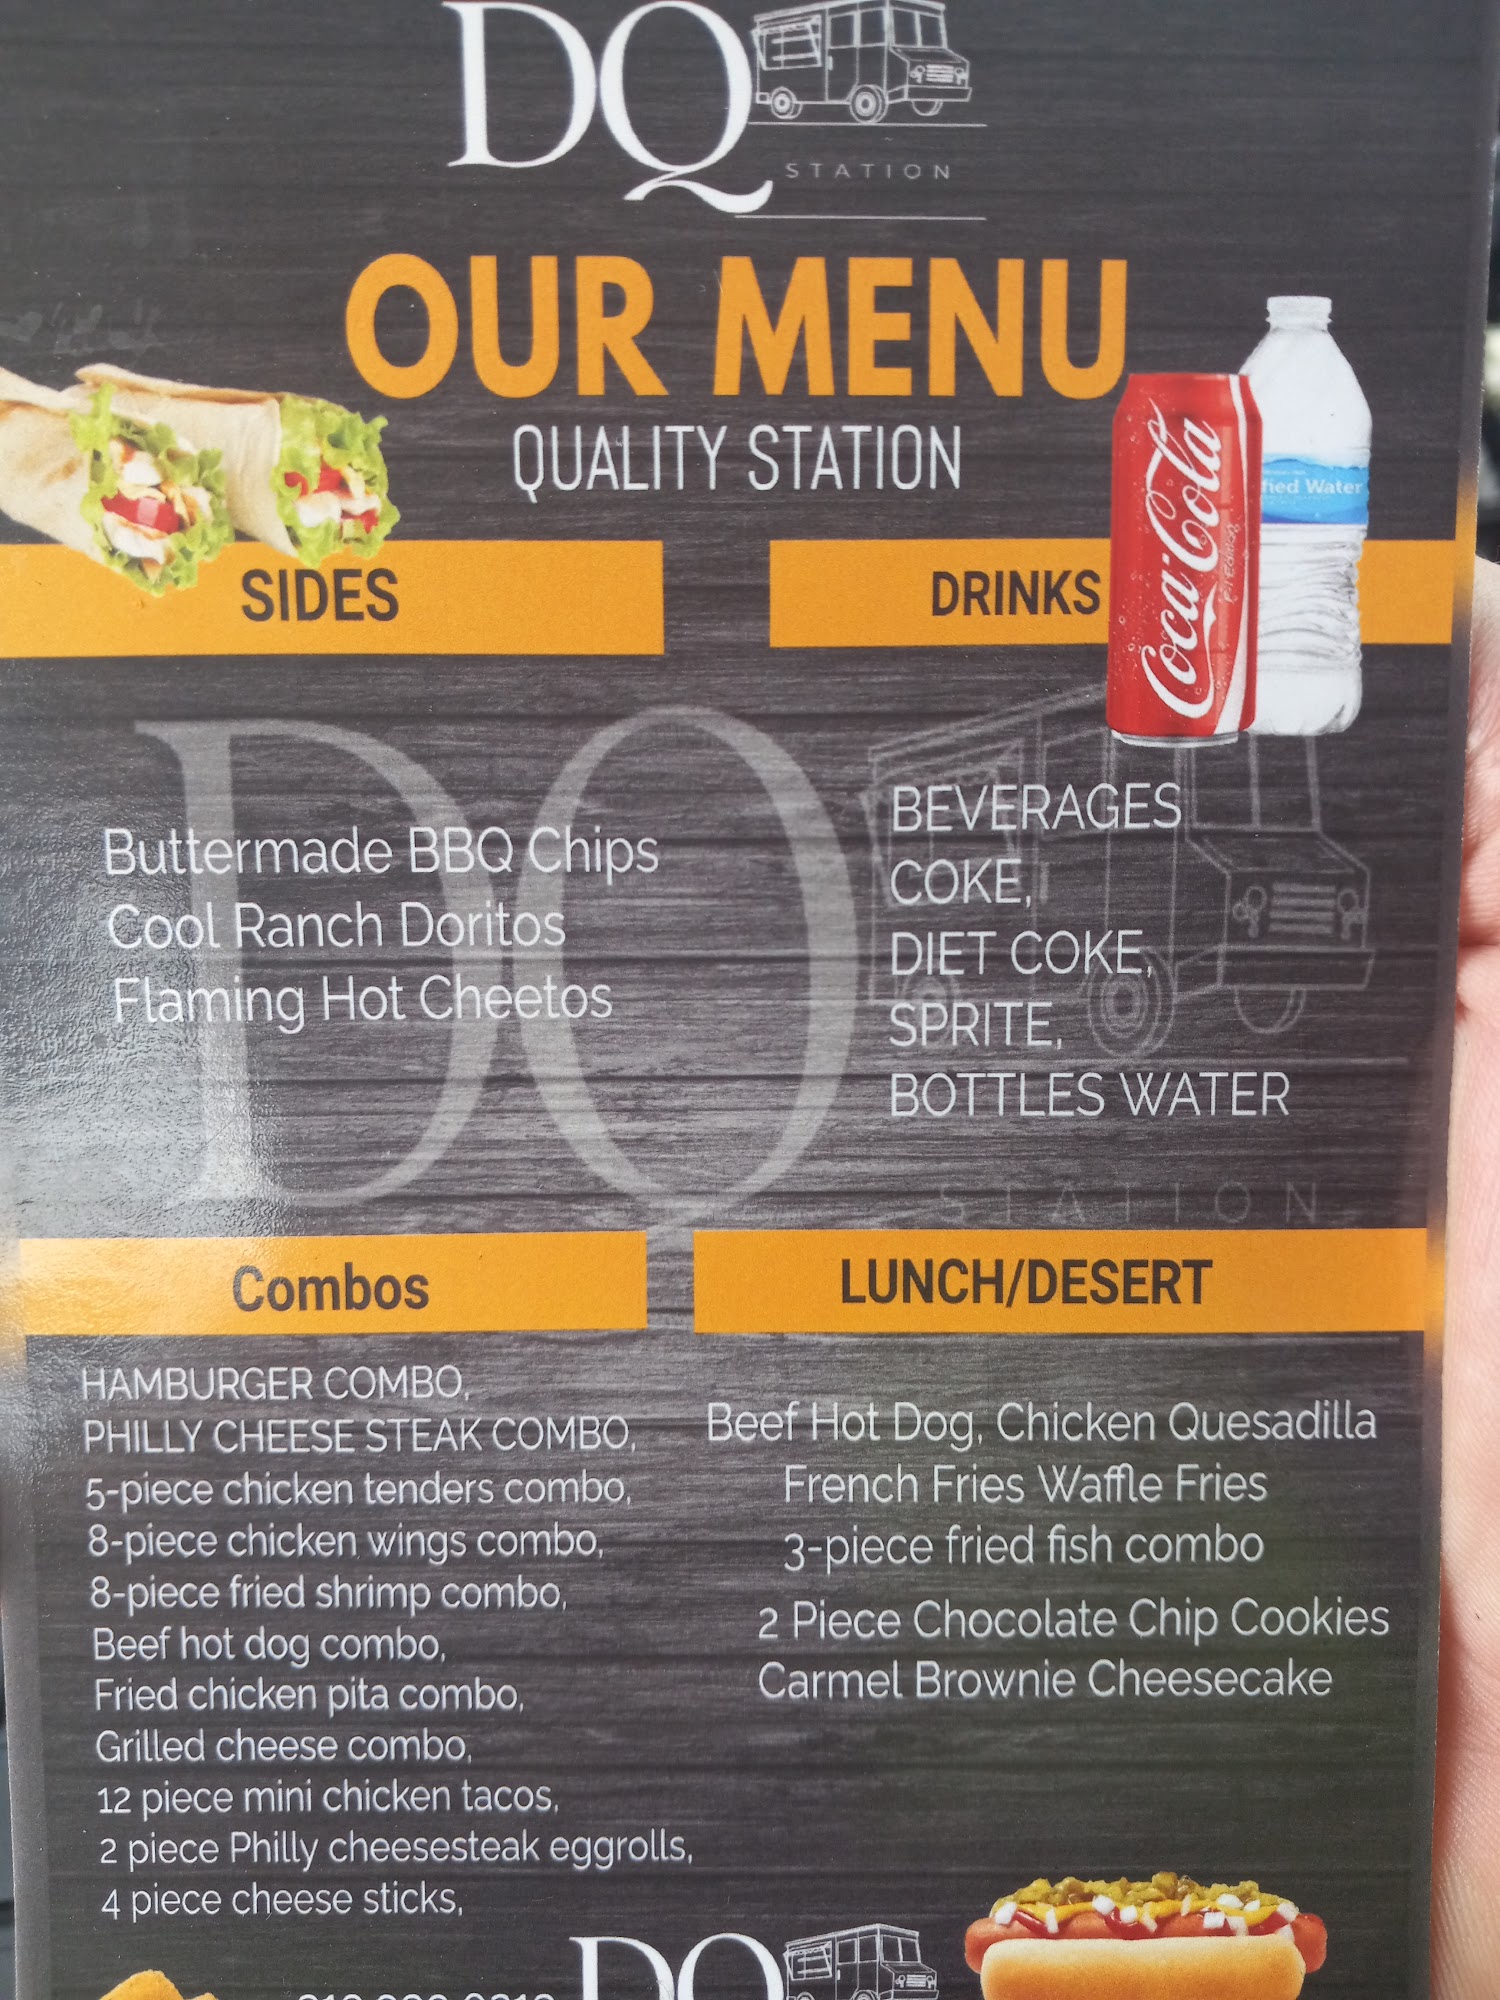 DQ
STATION
OUR MENU
QUALITY STATION
Coca-Cola
fied Water
SIDES
Buttermade BBQ Chips
Cool Ranch Doritos
Flaming Hot Cheetos
DRINKS
BEVERAGES
COKE,
DIET COKE,
SPRITE,
BOTTLES WATER
DQ
STATION
Combos
HAMBURGER COMBO,
PHILLY CHEESE STEAK COMBO,
5-piece chicken tenders combo,
8-piece chicken wings combo,
8-piece fried shrimp combo,
Beef hot dog combo,
Fried chicken pita combo,
Grilled cheese combo,
12 piece mini chicken tacos,
2 piece Philly cheesesteak eggrolls,
4 piece cheese sticks,
LUNCH/DESERT
Beef Hot Dog, Chicken Quesadilla
French Fries Waffle Fries
3-piece fried fish combo
2 Piece Chocolate Chip Cookies
Carmel Brownie Cheesecake
DQ